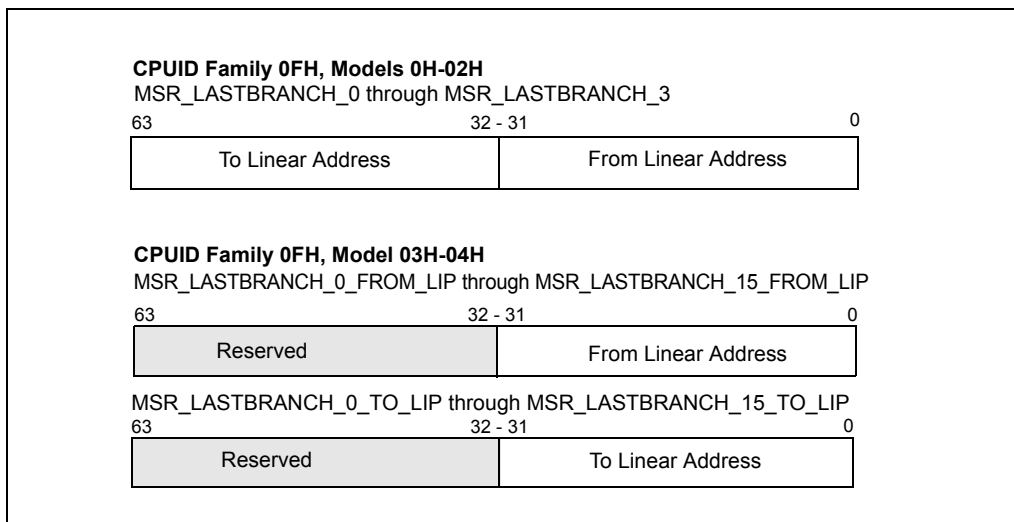 CPUID Family 0FH, Models 0H-02H
MSR_LASTBRANCH_0 through MSR_LASTBRANCH_3
63 32 - 31 0
To Linear Address From Linear Address
CPUID Family 0FH, Model 03H-04H
MSR_LASTBRANCH_0_FROM_LIP through MSR_LASTBRANCH_15_FROM_LIP
63 32 - 31 0
Reserved From Linear Address
MSR_LASTBRANCH_0_TO_LIP through MSR_LASTBRANCH_15_TO_LIP
63 32 - 31 0
Reserved To Linear Address